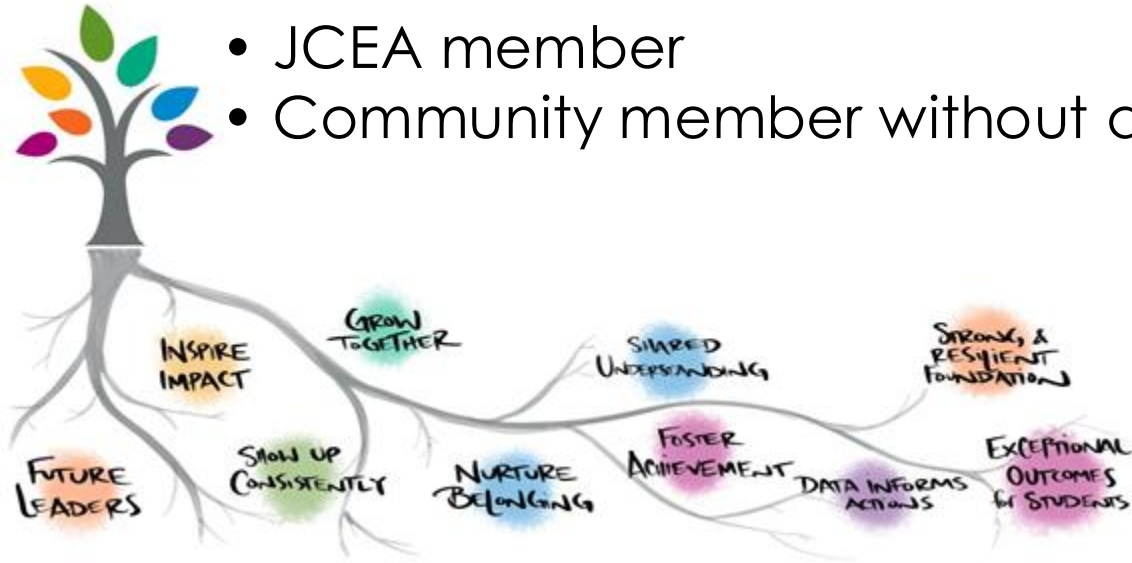 • JCEA member
• Community member without
GROW
TOGETHER
INSPIRE
IMPACT
SHARED
UNDERSTANDING
STRONG, &
RESILIENT
FOUNDATION
FUTURE
LEADERS
SHOW UP
CONSISTENTLY
NURTURE
BELONGING
FOSTER
ACHIEVEMENT
DATA INFORMS
ACTIONS
EXCEPTIONAL
OUTCOMES
for STUDENTS